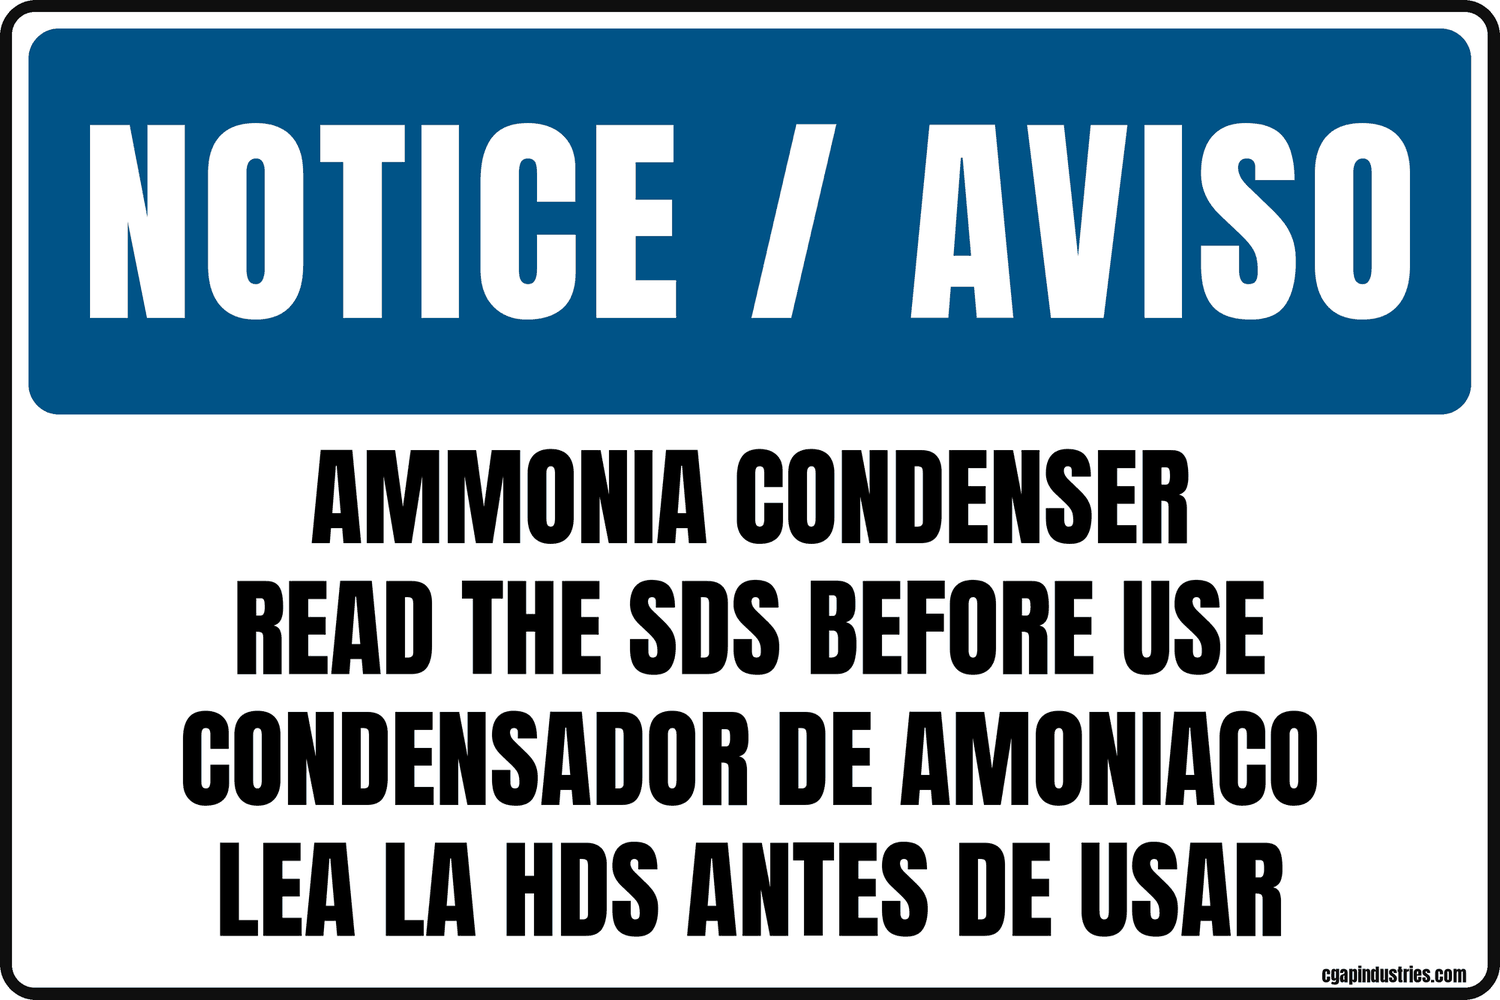 NOTICE / AVISO
AMMONIA CONDENSER
READ THE SDS BEFORE USE
CONDENSADOR DE AMONIACO
LEA LA HDS ANTES DE USAR
cgapindustries.com